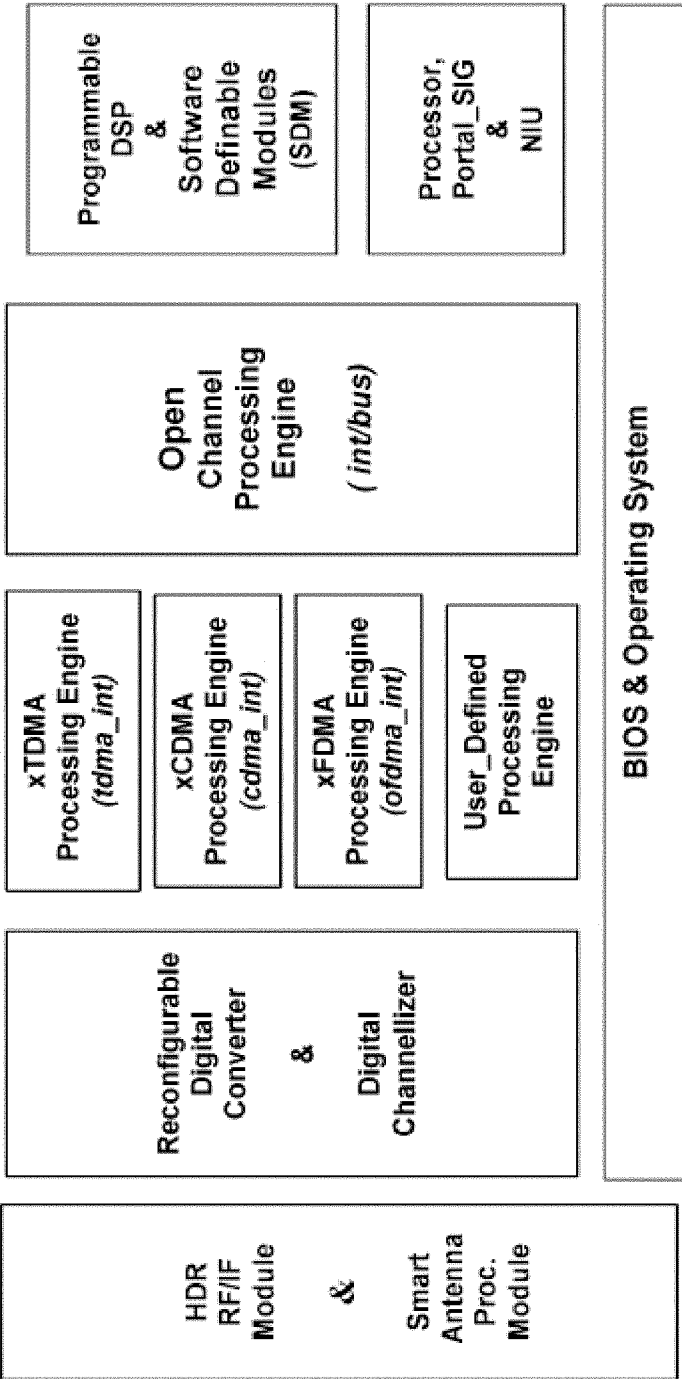 HDR
RF/IF
Module
&
Smart
Antenna
Proc.
Module
Reconfigurable
Digital
Converter
&
Digital
Channellizer
xTDMA
Processing Engine
(tdma_int)
xCDMA
Processing Engine
(cdma_int)
xFDMA
Processing Engine
(ofdma_int)
User_Defined
Processing
Engine
Open
Channel
Processing
Engine
( int/bus)
Programmable
DSP
&
Software
Definable
Modules
(SDM)
Processor,
Portal_SIG
&
NIU
BIOS & Operating System